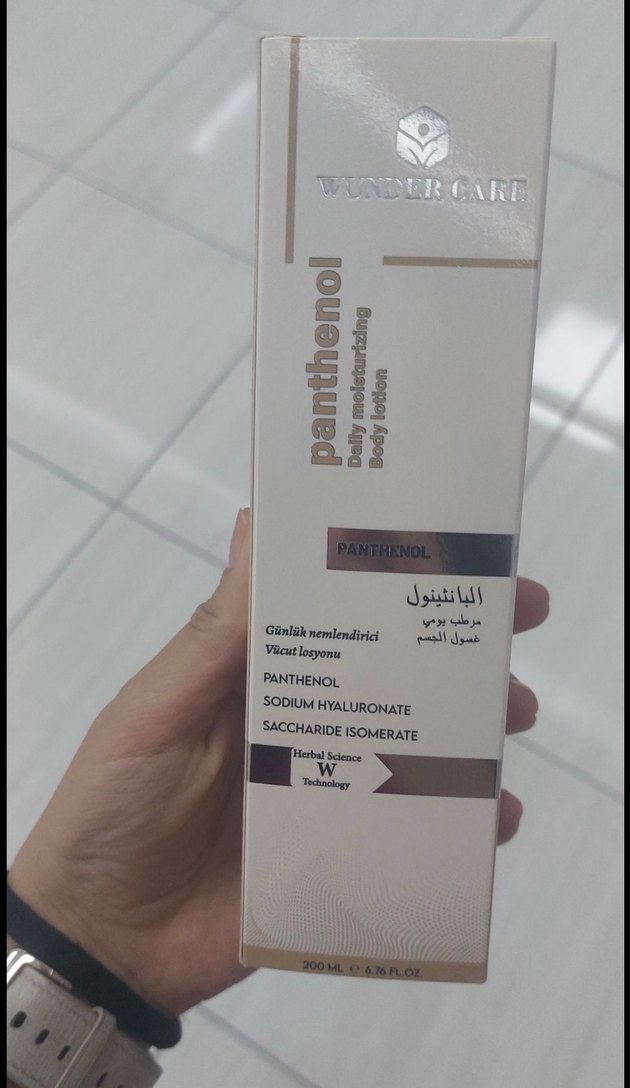 WUNDER CARE
panthenol
Daily moisturizing
Body lotion
PANTHENOL
البانثينول
مرطب يومي
غسول الجسم
Günlük nemlendirici
Vücut losyonu
PANTHENOL
SODIUM HYALURONATE
SACCHARIDE ISOMERATE
Herbal Science
W
Technology
200 ML ℮ 6.76 FL.OZ.